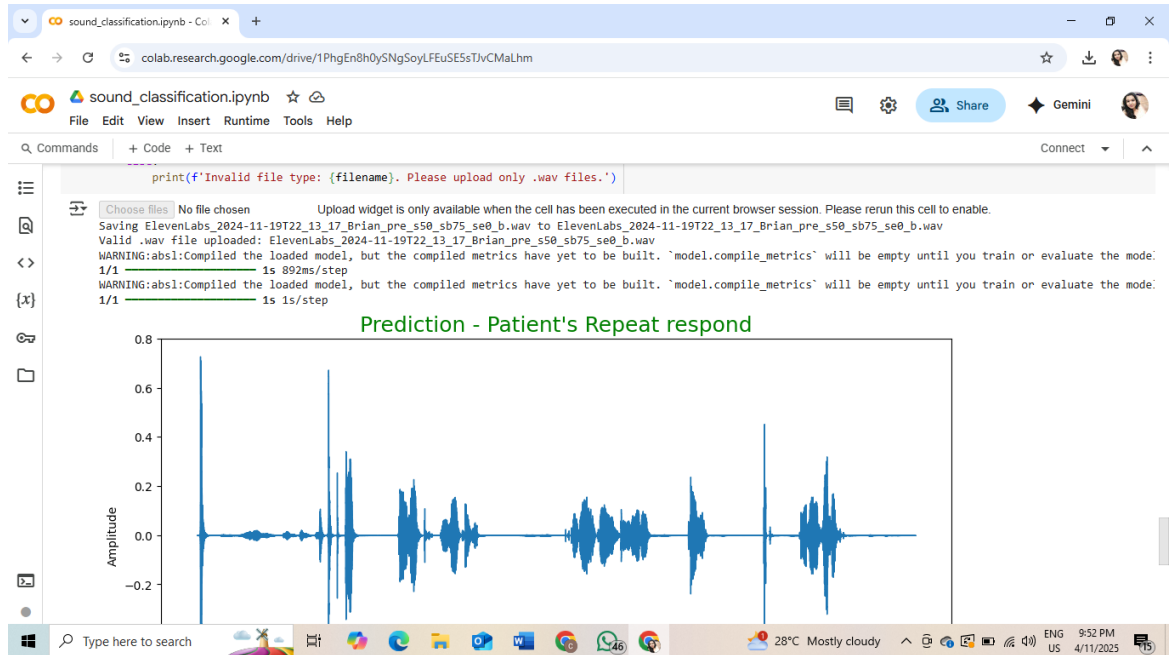 sound_classification.ipynb - Col
colab.research.google.com/drive/1PhgEn8h0ySNgSoyLFEuSE5sTJvCMaLhm
sound_classification.ipynb
Share
Gemini
File Edit View Insert Runtime Tools Help
Commands + Code + Text
Connect
print(f'Invalid file type: {filename}. Please upload only .wav files.')
Choose files No file chosen Upload widget is only available when the cell has been executed in the current browser session. Please rerun this cell to enable.
Saving ElevenLabs_2024-11-19T22_13_17_Brian_pre_s50_sb75_se0_b.wav to ElevenLabs_2024-11-19T22_13_17_Brian_pre_s50_sb75_se0_b.wav
Valid .wav file uploaded: ElevenLabs_2024-11-19T22_13_17_Brian_pre_s50_sb75_se0_b.wav
WARNING:absl:Compiled the loaded model, but the compiled metrics have yet to be built. `model.compile_metrics` will be empty until you train or evaluate the model
1/1 1s 892ms/step
WARNING:absl:Compiled the loaded model, but the compiled metrics have yet to be built. `model.compile_metrics` will be empty until you train or evaluate the model
1/1 1s 1s/step
Prediction - Patient's Repeat respond
0.8
0.6
0.4
0.2
0.0
−0.2
Amplitude
{x}
Type here to search
46
28°C Mostly cloudy
ENG
US
9:52 PM
4/11/2025
15